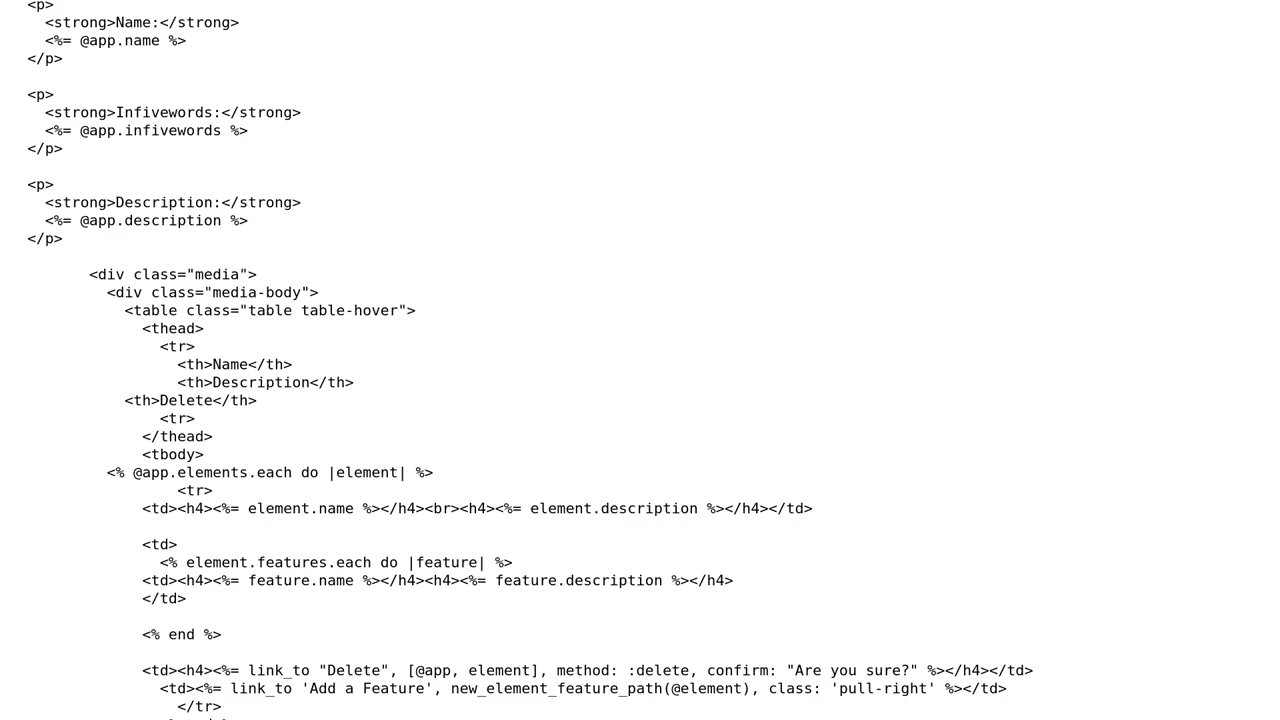 <p>
  <strong>Name:</strong>
  <%= @app.name %>
</p>

<p>
  <strong>Infivewords:</strong>
  <%= @app.infivewords %>
</p>

<p>
  <strong>Description:</strong>
  <%= @app.description %>
</p>

       <div class="media">
         <div class="media-body">
           <table class="table table-hover">
             <thead>
               <tr>
                 <th>Name</th>
                 <th>Description</th>
           <th>Delete</th>
               <tr>
             </thead>
             <tbody>
         <% @app.elements.each do |element| %>
                 <tr>
             <td><h4><%= element.name %></h4><br><h4><%= element.description %></h4></td>

             <td>
               <% element.features.each do |feature| %>
             <td><h4><%= feature.name %></h4><h4><%= feature.description %></h4>
             </td>

             <% end %>

             <td><h4><%= link_to "Delete", [@app, element], method: :delete, confirm: "Are you sure?" %></h4></td>
               <td><%= link_to 'Add a Feature', new_element_feature_path(@element), class: 'pull-right' %></td>
                 </tr>